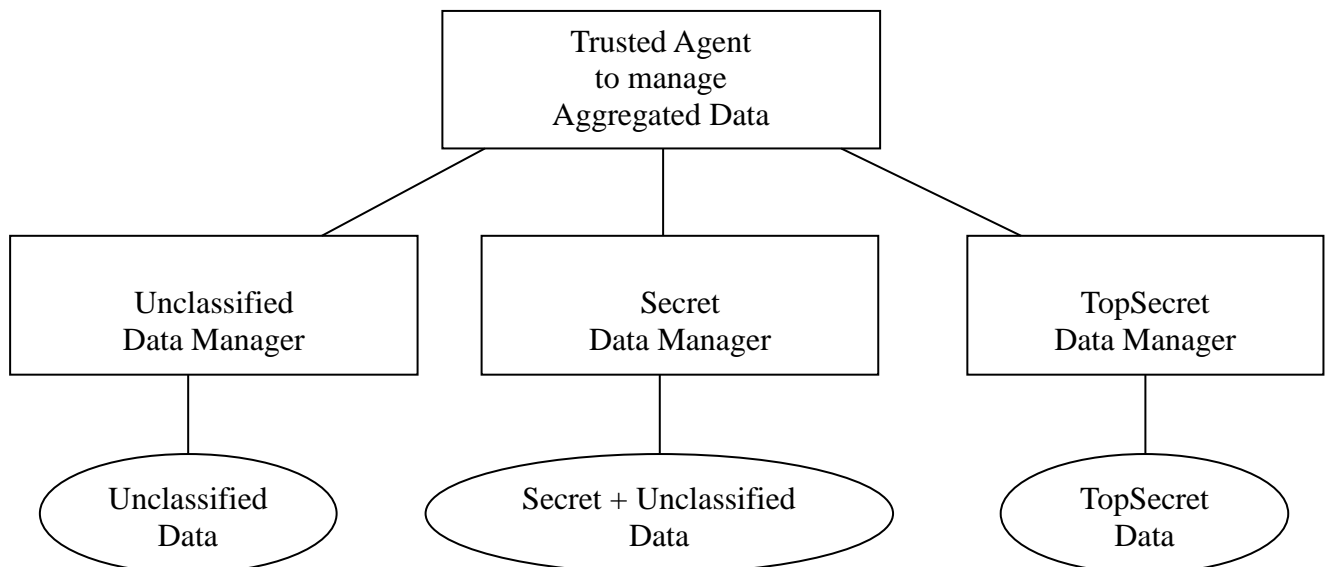 Trusted Agent
to manage
Aggregated Data
Unclassified
Data Manager
Secret
Data Manager
TopSecret
Data Manager
Unclassified
Data
Secret + Unclassified
Data
TopSecret
Data